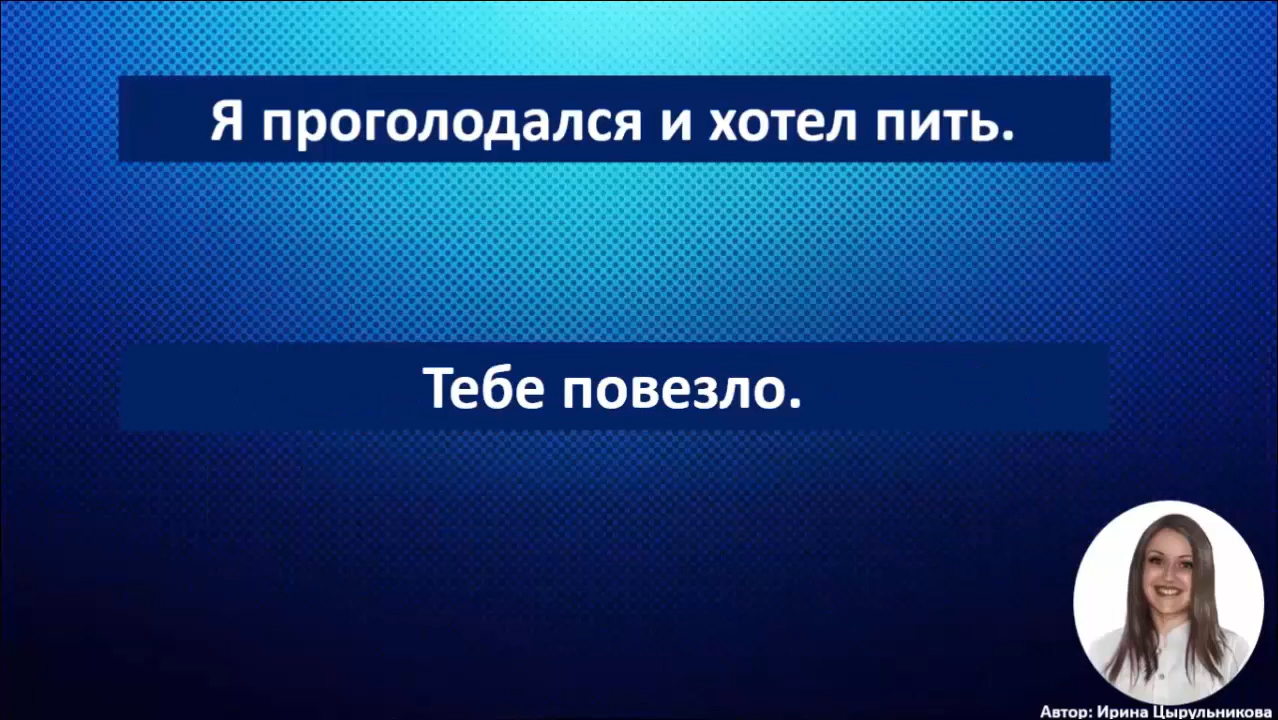 Я проголодался и хотел пить.
Тебе повезло.
Автор: Ирина Цырульникова